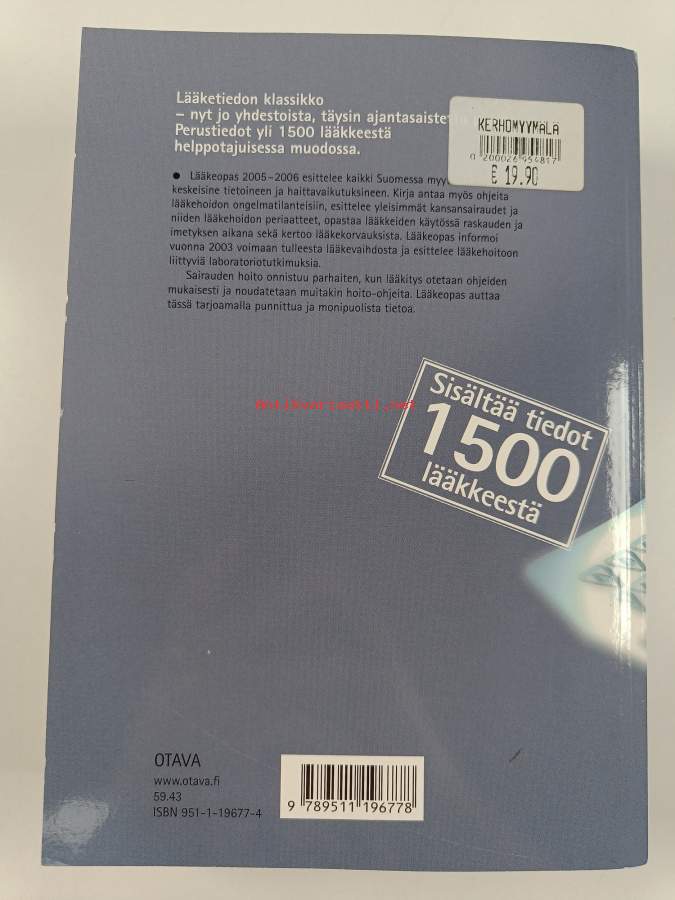 Lääketiedon klassikko
– nyt jo yhdestoista, täysin ajantasaistettu
Perustiedot yli 1500 lääkkeestä
helppotajuisessa muodossa.
KERHOMYYMÄLÄ
0 200026 954817
€ 19.90
● Lääkeopas 2005–2006 esittelee kaikki Suomessa
keskeisine tietoineen ja haittavaikutuksineen. Kirja antaa myös ohjeita
lääkehoidon ongelmatilanteisiin, esittelee yleisimmät kansansairaudet ja
niiden lääkehoidon periaatteet, opastaa lääkkeiden käytössä raskauden ja
imetyksen aikana sekä kertoo lääkekorvauksista. Lääkeopas informoi
vuonna 2003 voimaan tulleesta lääkevaihdosta ja esittelee lääkehoitoon
liittyviä laboratoriotutkimuksia.
Sairauden hoito onnistuu parhaiten, kun lääkitys otetaan ohjeiden
mukaisesti ja noudatetaan muitakin hoito-ohjeita. Lääkeopas auttaa
tässä tarjoamalla punnittua ja monipuolista tietoa.
Sisältää tiedot
1500
lääkkeestä
Antikvariaatti.net
OTAVA
www.otava.fi
59.43
ISBN 951-1-19677-4
9 789511 196778